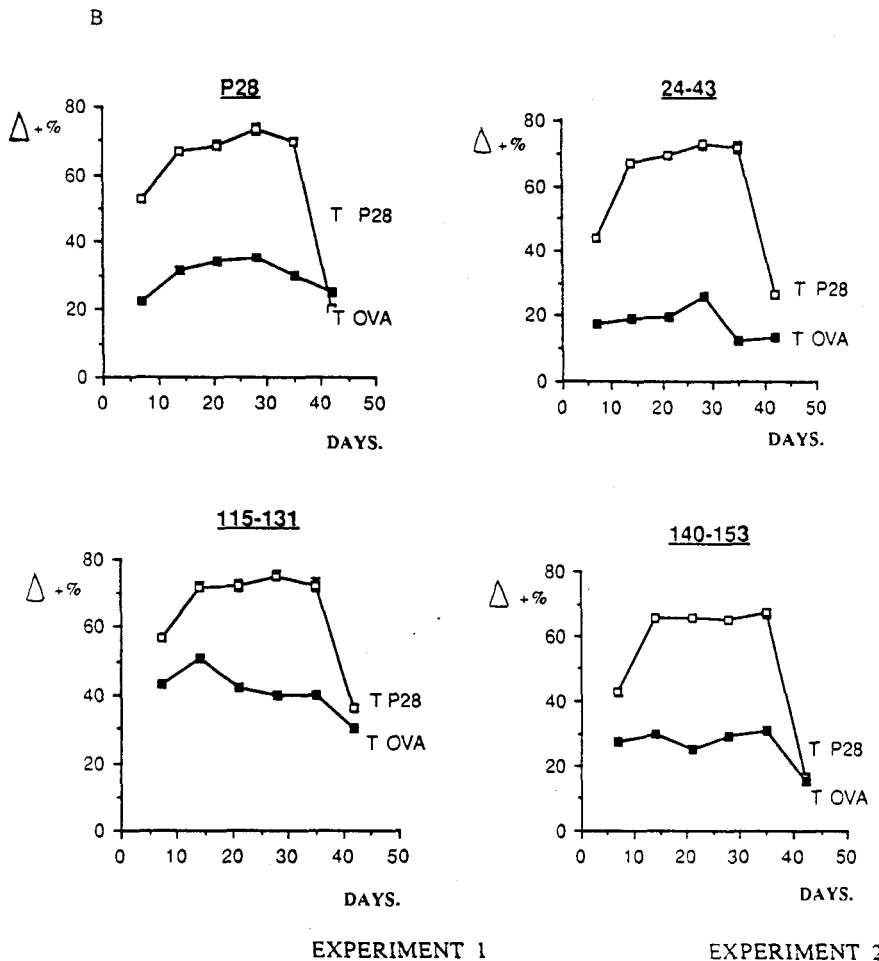 B
P28
Δ +%
80
60
40
20
0
T P28
T OVA
0 10 20 30 40 50
DAYS.
24-43
Δ +%
80
60
40
20
0
T P28
T OVA
0 10 20 30 40 50
DAYS.
115-131
Δ +%
80
60
40
20
0
T P28
T OVA
0 10 20 30 40 50
DAYS.
140-153
Δ +%
80
60
40
20
0
T P28
T OVA
0 10 20 30 40 50
DAYS.
EXPERIMENT 1
EXPERIMENT 2